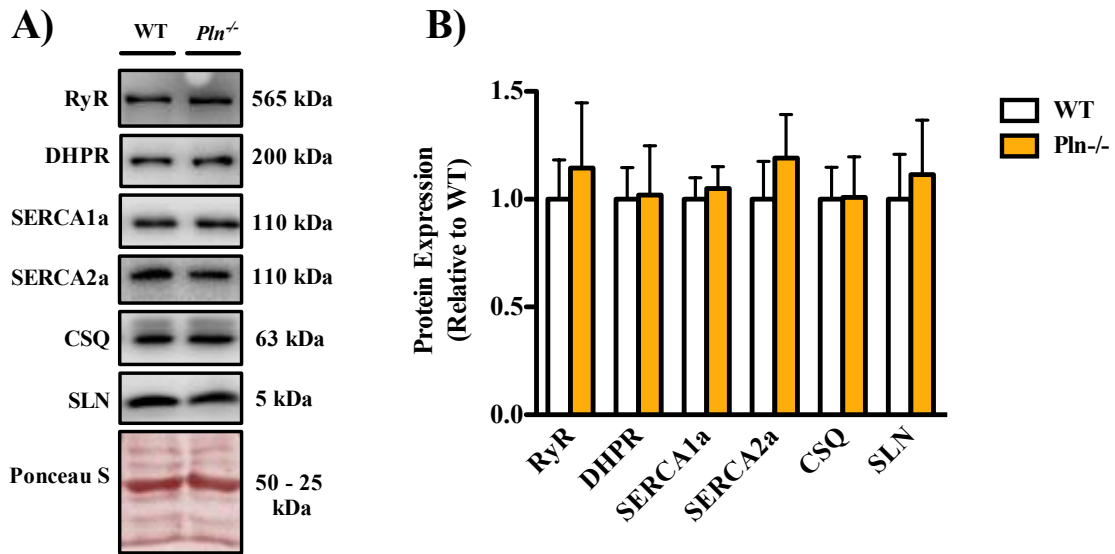 A)
WT Pln-/-
RyR 565 kDa
DHPR 200 kDa
SERCA1a 110 kDa
SERCA2a 110 kDa
CSQ 63 kDa
SLN 5 kDa
Ponceau S 50 - 25
kDa
B)
Protein Expression
(Relative to WT)
1.5
1.0
0.5
0.0
RyR
DHPR
SERCA1a
SERCA2a
CSQ
SLN
WT
Pln-/-